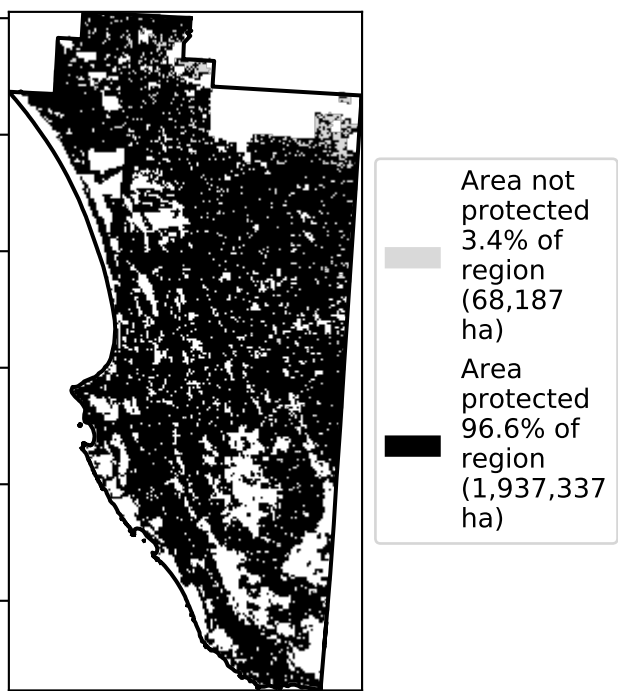 Area not
protected
3.4% of
region
(68,187
ha)
Area
protected
96.6% of
region
(1,937,337
ha)